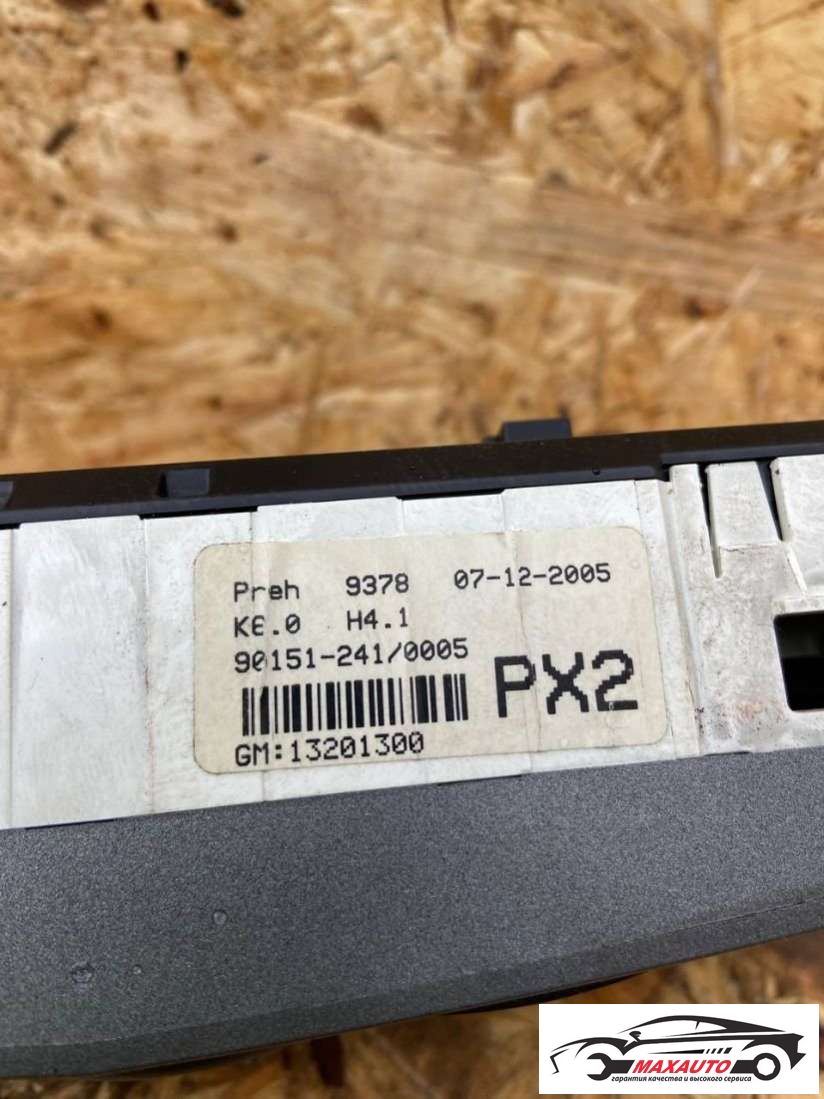 Preh 9378 07-12-2005
K6.0 H4.1
90151-241/0005
PX2
GM:13201300
MAXAUTO
гарантия качества и высокого сервиса